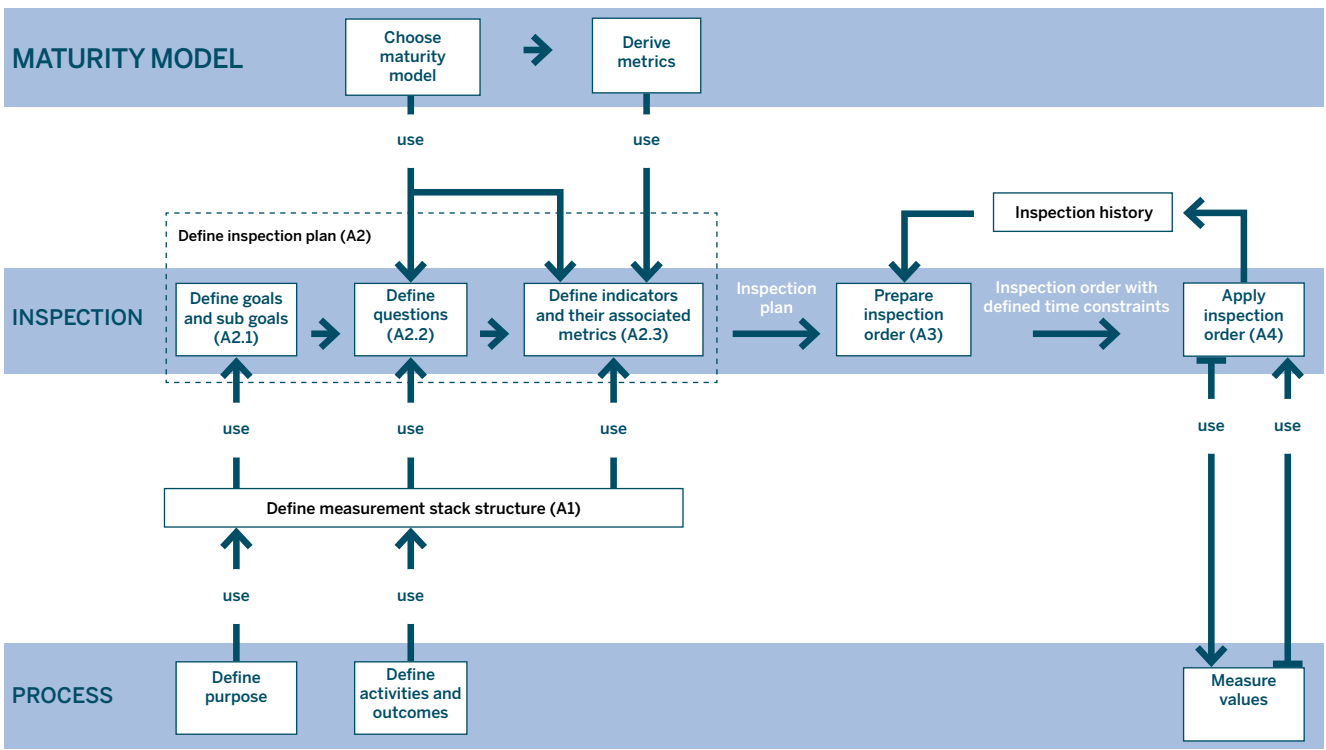 MATURITY MODEL
Choose
maturity
model
Derive
metrics
use
use
Inspection history
Define inspection plan (A2)
INSPECTION
Define goals
and sub goals
(A2.1)
Define
questions
(A2.2)
Define indicators
and their associated
metrics (A2.3)
Inspection
plan
Prepare
inspection
order (A3)
Inspection order with
defined time constraints
Apply
inspection
order (A4)
use
use
use
use
use
Define measurement stack structure (A1)
use
use
PROCESS
Define
purpose
Define
activities and
outcomes
Measure
values